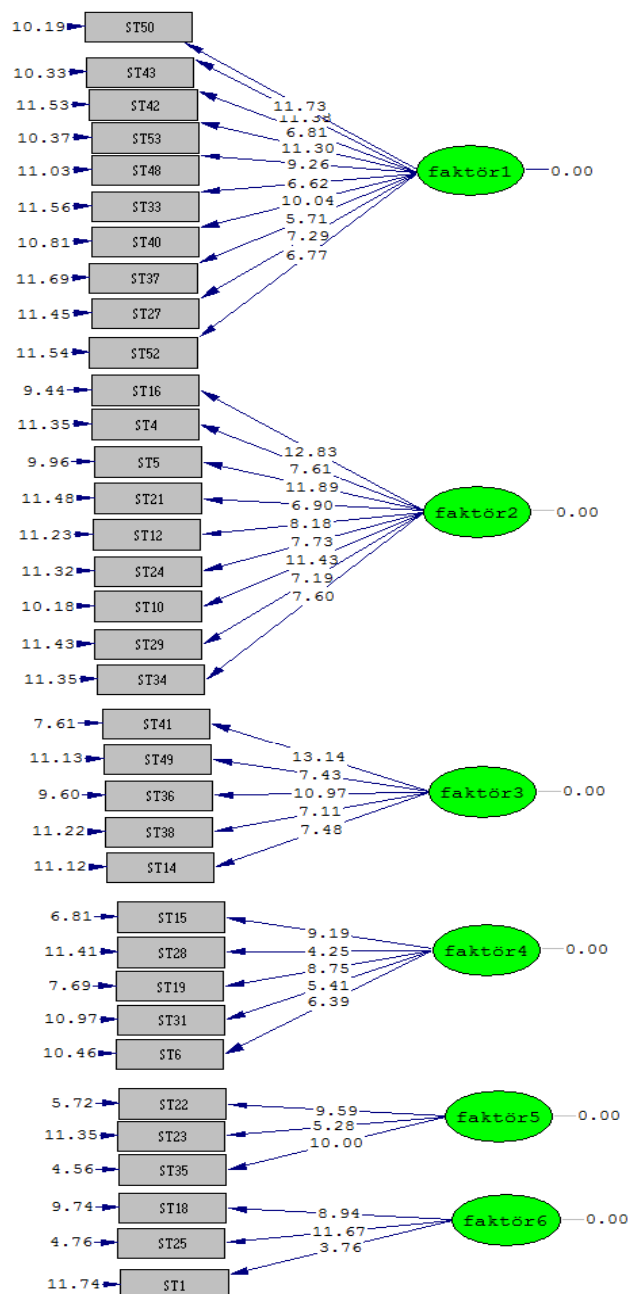 10.19 ST50
10.33 ST43
11.53 ST42
10.37 ST53
11.03 ST48
11.56 ST33
10.81 ST40
11.69 ST37
11.45 ST27
11.54 ST52
11.73
11.38
6.81
11.30
9.26
6.62
10.04
5.71
7.29
6.77
faktör1 0.00
9.44 ST16
11.35 ST4
9.96 ST5
11.48 ST21
11.23 ST12
11.32 ST24
10.18 ST10
11.43 ST29
11.35 ST34
12.83
7.61
11.89
6.90
8.18
7.73
11.43
7.19
7.60
faktör2 0.00
7.61 ST41
11.13 ST49
9.60 ST36
11.22 ST38
11.12 ST14
13.14
7.43
10.97
7.11
7.48
faktör3 0.00
6.81 ST15
11.41 ST28
7.69 ST19
10.97 ST31
10.46 ST6
9.19
4.25
8.75
5.41
6.39
faktör4 0.00
5.72 ST22
11.35 ST23
4.56 ST35
9.59
5.28
10.00
faktör5 0.00
9.74 ST18
4.76 ST25
11.74 ST1
8.94
11.67
3.76
faktör6 0.00